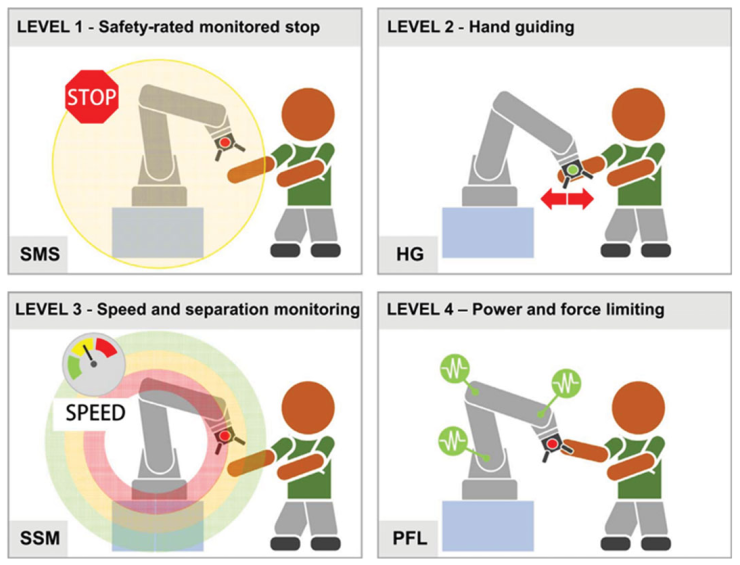 LEVEL 1 - Safety-rated monitored stop
STOP
SMS
LEVEL 2 - Hand guiding
HG
LEVEL 3 - Speed and separation monitoring
SPEED
SSM
LEVEL 4 – Power and force limiting
PFL